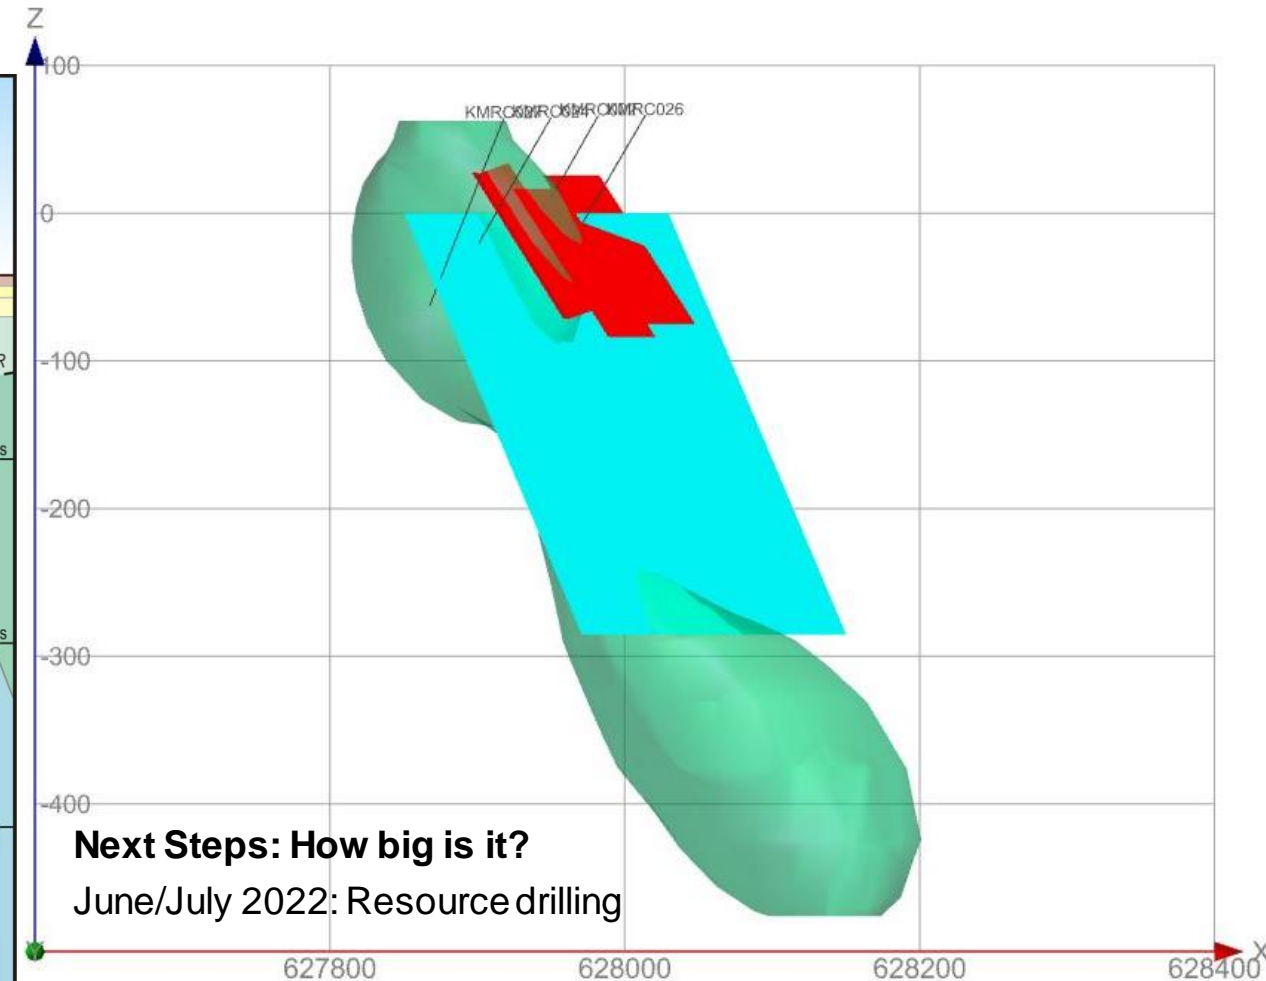 Z
100
KMRC026
0
-100
R
s
-200
s
-300
-400
Next Steps: How big is it?
June/July 2022: Resource drilling
X
627800
628000
628200
628400